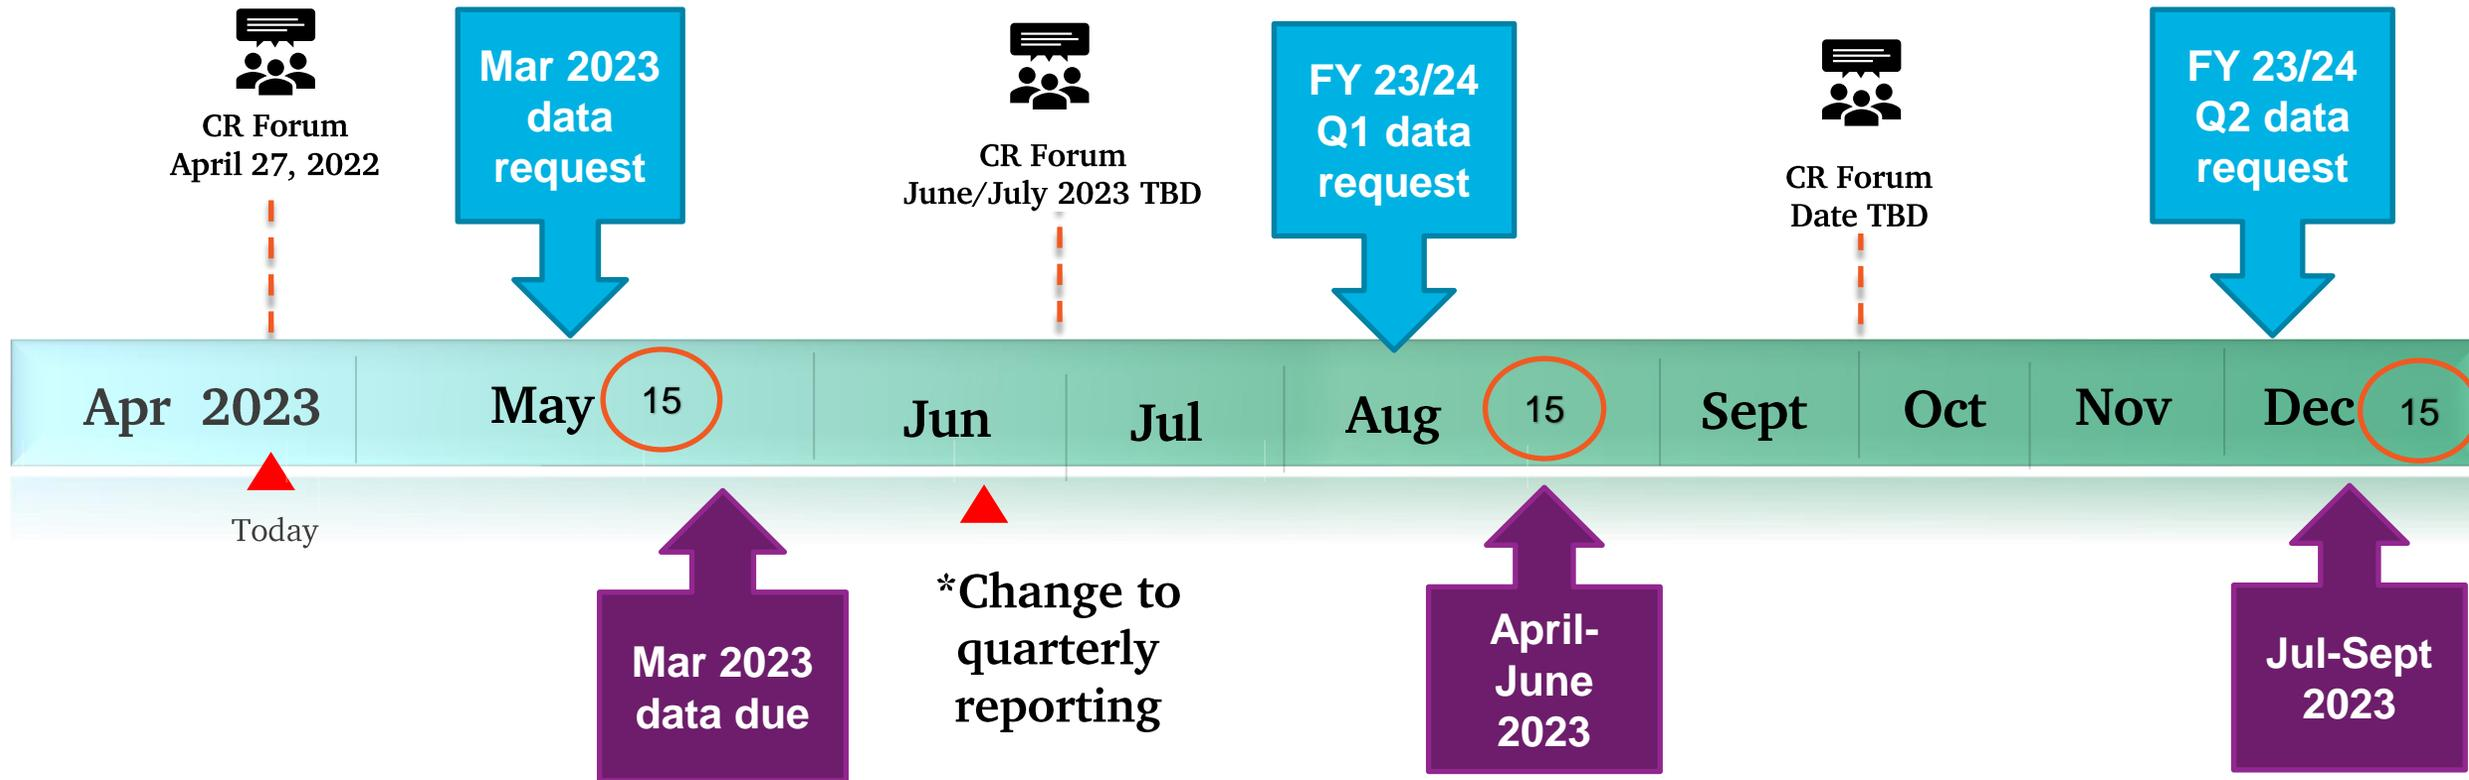 CR Forum
April 27, 2022
Mar 2023
data
request
CR Forum
June/July 2023 TBD
FY 23/24
Q1 data
request
CR Forum
Date TBD
FY 23/24
Q2 data
request
Apr 2023
May
15
Jun
Jul
Aug
15
Sept
Oct
Nov
Dec
15
Today
Mar 2023
data due
*Change to
quarterly
reporting
April-
June
2023
Jul-Sept
2023